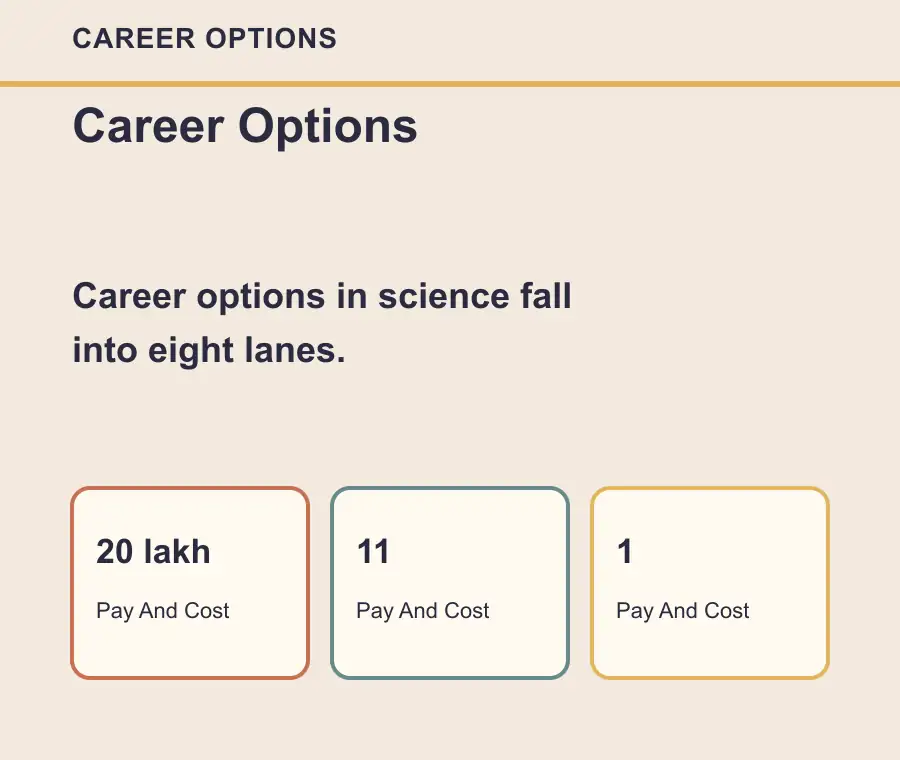 CAREER OPTIONS
Career Options
Career options in science fall
into eight lanes.
20 lakh
Pay And Cost
11
Pay And Cost
1
Pay And Cost